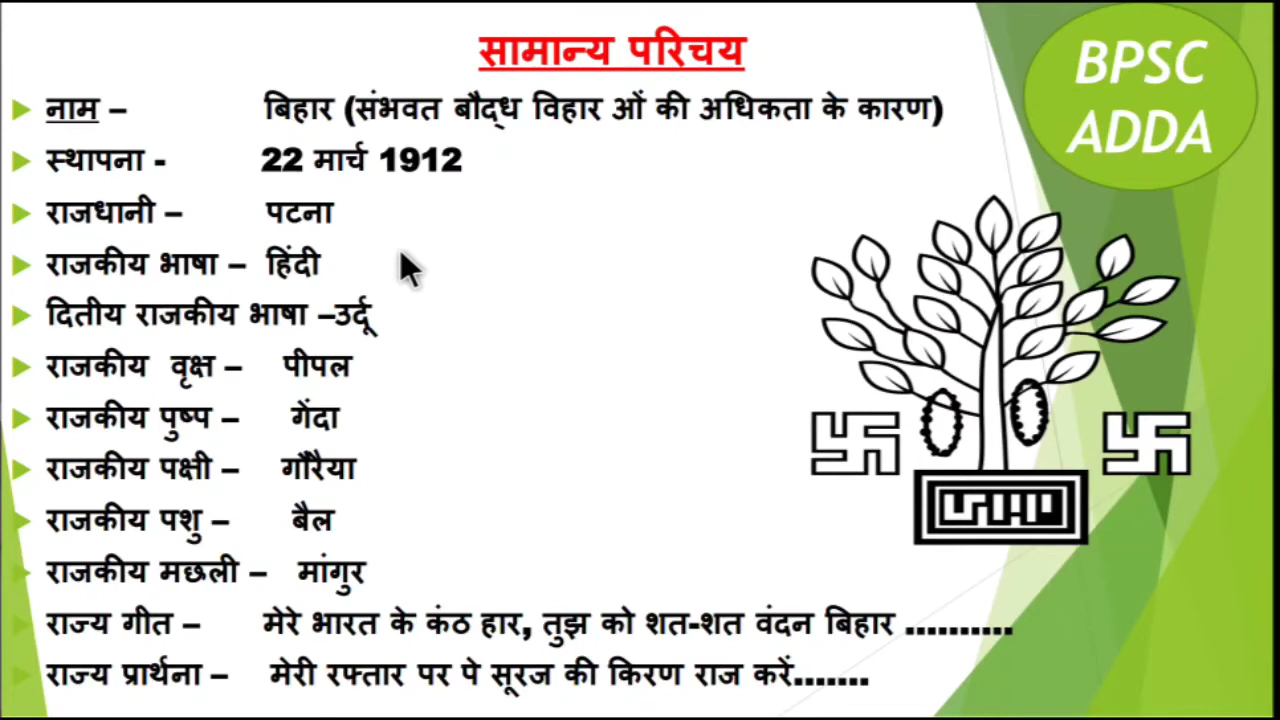 सामान्य परिचय
BPSC
ADDA
नाम – बिहार (संभवत बौद्ध विहार ओं की अधिकता के कारण)
स्थापना - 22 मार्च 1912
राजधानी – पटना
राजकीय भाषा – हिंदी
दितीय राजकीय भाषा –उर्दू
राजकीय वृक्ष – पीपल
राजकीय पुष्प – गेंदा
राजकीय पक्षी – गौरैया
राजकीय पशु – बैल
राजकीय मछली – मांगुर
राज्य गीत – मेरे भारत के कंठ हार, तुझ को शत-शत वंदन बिहार ..........
राज्य प्रार्थना – मेरी रफ्तार पर पे सूरज की किरण राज करें.......